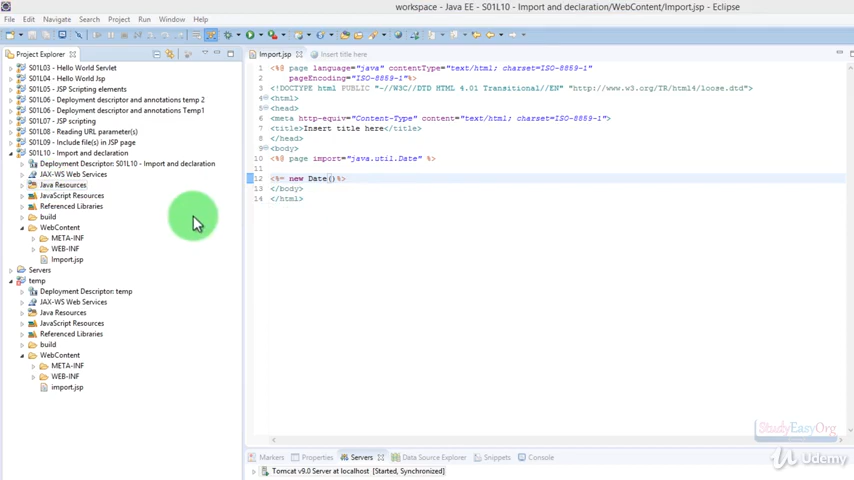 workspace - Java EE - S01L10 - Import and declaration/WebContent/Import.jsp - Eclipse
File Edit Navigate Search Project Run Window Help
Project Explorer
S01L03 - Hello World Servlet
S01L04 - Hello World Jsp
S01L05 - JSP Scripting elements
S01L06 - Deployment descriptor and annotations temp 2
S01L06 - Deployment descriptor and annotations Temp1
S01L07 - JSP scripting
S01L08 - Reading URL parameter(s)
S01L09 - Include file(s) in JSP page
S01L10 - Import and declaration
Deployment Descriptor: S01L10 - Import and declaration
JAX-WS Web Services
Java Resources
JavaScript Resources
Referenced Libraries
build
WebContent
META-INF
WEB-INF
Import.jsp
Servers
temp
Deployment Descriptor: temp
JAX-WS Web Services
Java Resources
JavaScript Resources
Referenced Libraries
build
WebContent
META-INF
WEB-INF
import.jsp
Import.jsp Insert title here
1 <%@ page language="java" contentType="text/html; charset=ISO-8859-1"
2 pageEncoding="ISO-8859-1"%>
3 <!DOCTYPE html PUBLIC "-//W3C//DTD HTML 4.01 Transitional//EN" "http://www.w3.org/TR/html4/loose.dtd">
4 <html>
5 <head>
6 <meta http-equiv="Content-Type" content="text/html; charset=ISO-8859-1">
7 <title>Insert title here</title>
8 </head>
9 <body>
10 <%@ page import="java.util.Date" %>
11
12 <%= new Date()%>
13 </body>
14 </html>
StudyEasyOrg
Udemy
Markers Properties Servers Data Source Explorer Snippets Console
Tomcat v9.0 Server at localhost [Started, Synchronized]